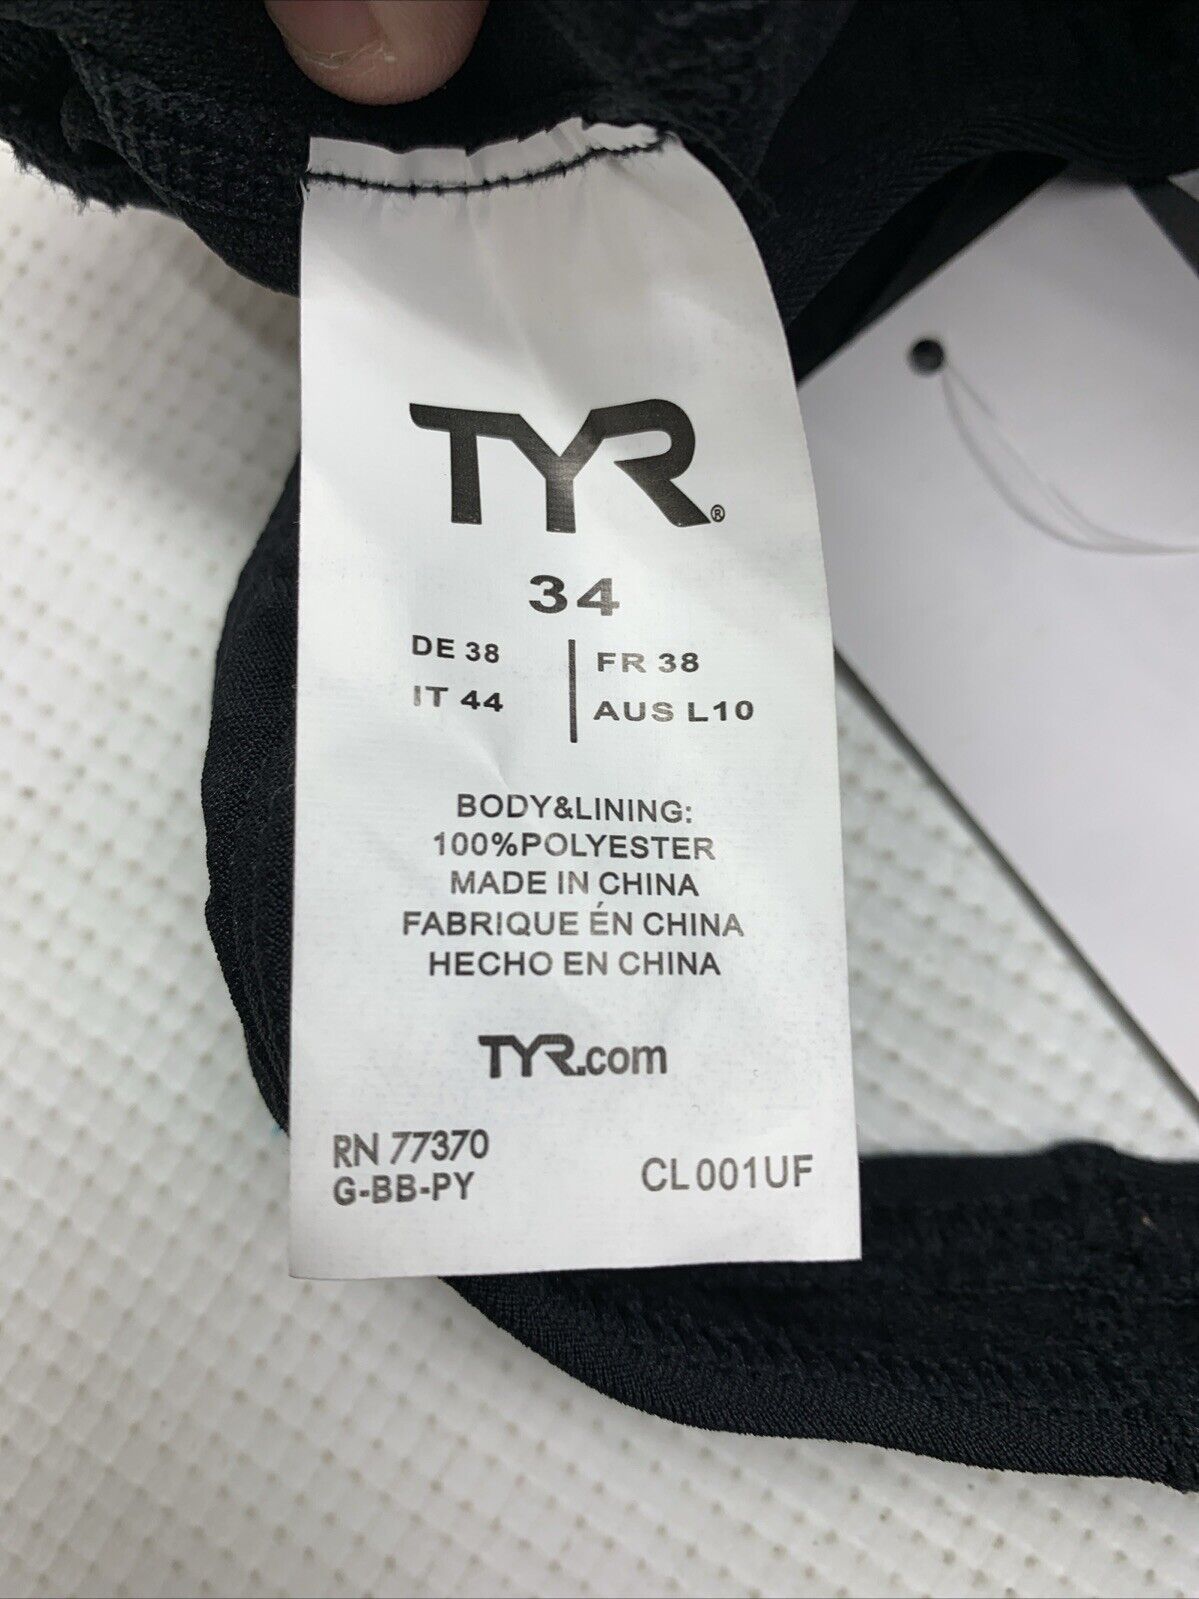 TYR®
34
DE 38 | FR 38
IT 44 | AUS L10
BODY&LINING:
100%POLYESTER
MADE IN CHINA
FABRIQUE ÉN CHINA
HECHO EN CHINA
TYR.com
RN 77370
G-BB-PY CL001UF